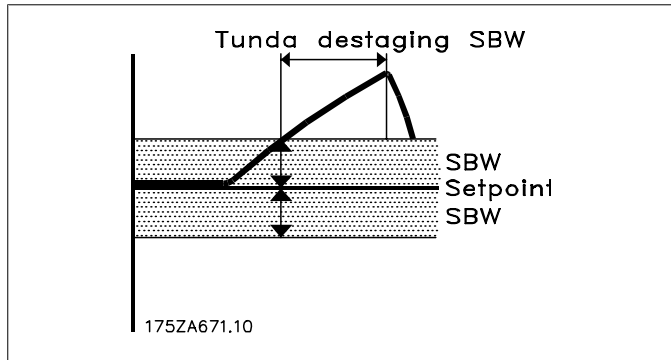 Tunda destaging SBW
SBW
Setpoint
SBW
175ZA671.10